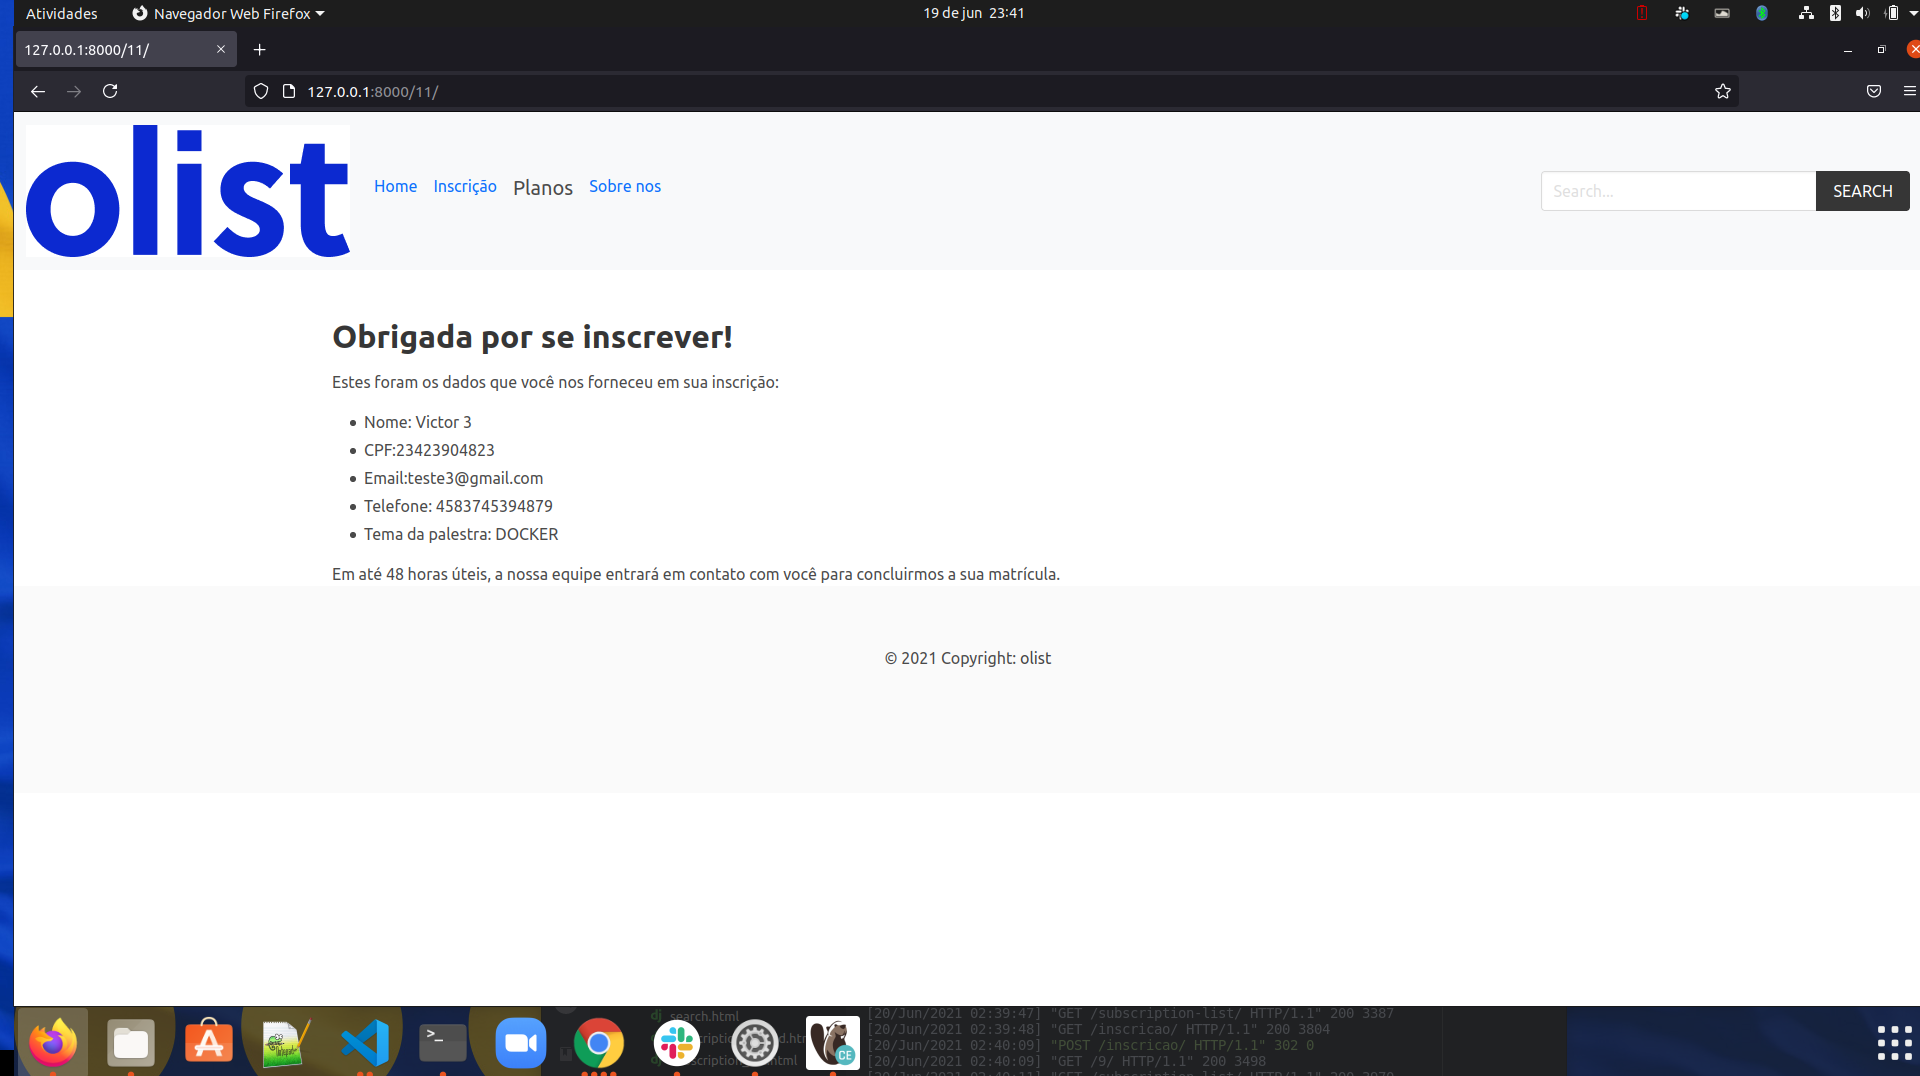 Atividades
Navegador Web Firefox
19 de jun 23:41
127.0.0.1:8000/11/
127.0.0.1:8000/11/
olist
Home
Inscrição
Planos
Sobre nos
Search...
SEARCH
Obrigada por se inscrever!
Estes foram os dados que você nos forneceu em sua inscrição:
Nome: Victor 3
CPF:23423904823
Email:teste3@gmail.com
Telefone: 4583745394879
Tema da palestra: DOCKER
Em até 48 horas úteis, a nossa equipe entrará em contato com você para concluirmos a sua matrícula.
© 2021 Copyright: olist
search.html
[20/Jun/2021 02:39:47] "GET /subscription-list/ HTTP/1.1" 200 3387
[20/Jun/2021 02:39:48] "GET /inscricao/ HTTP/1.1" 200 3804
[20/Jun/2021 02:40:09] "POST /inscricao/ HTTP/1.1" 302 0
[20/Jun/2021 02:40:09] "GET /9/ HTTP/1.1" 200 3498
CE